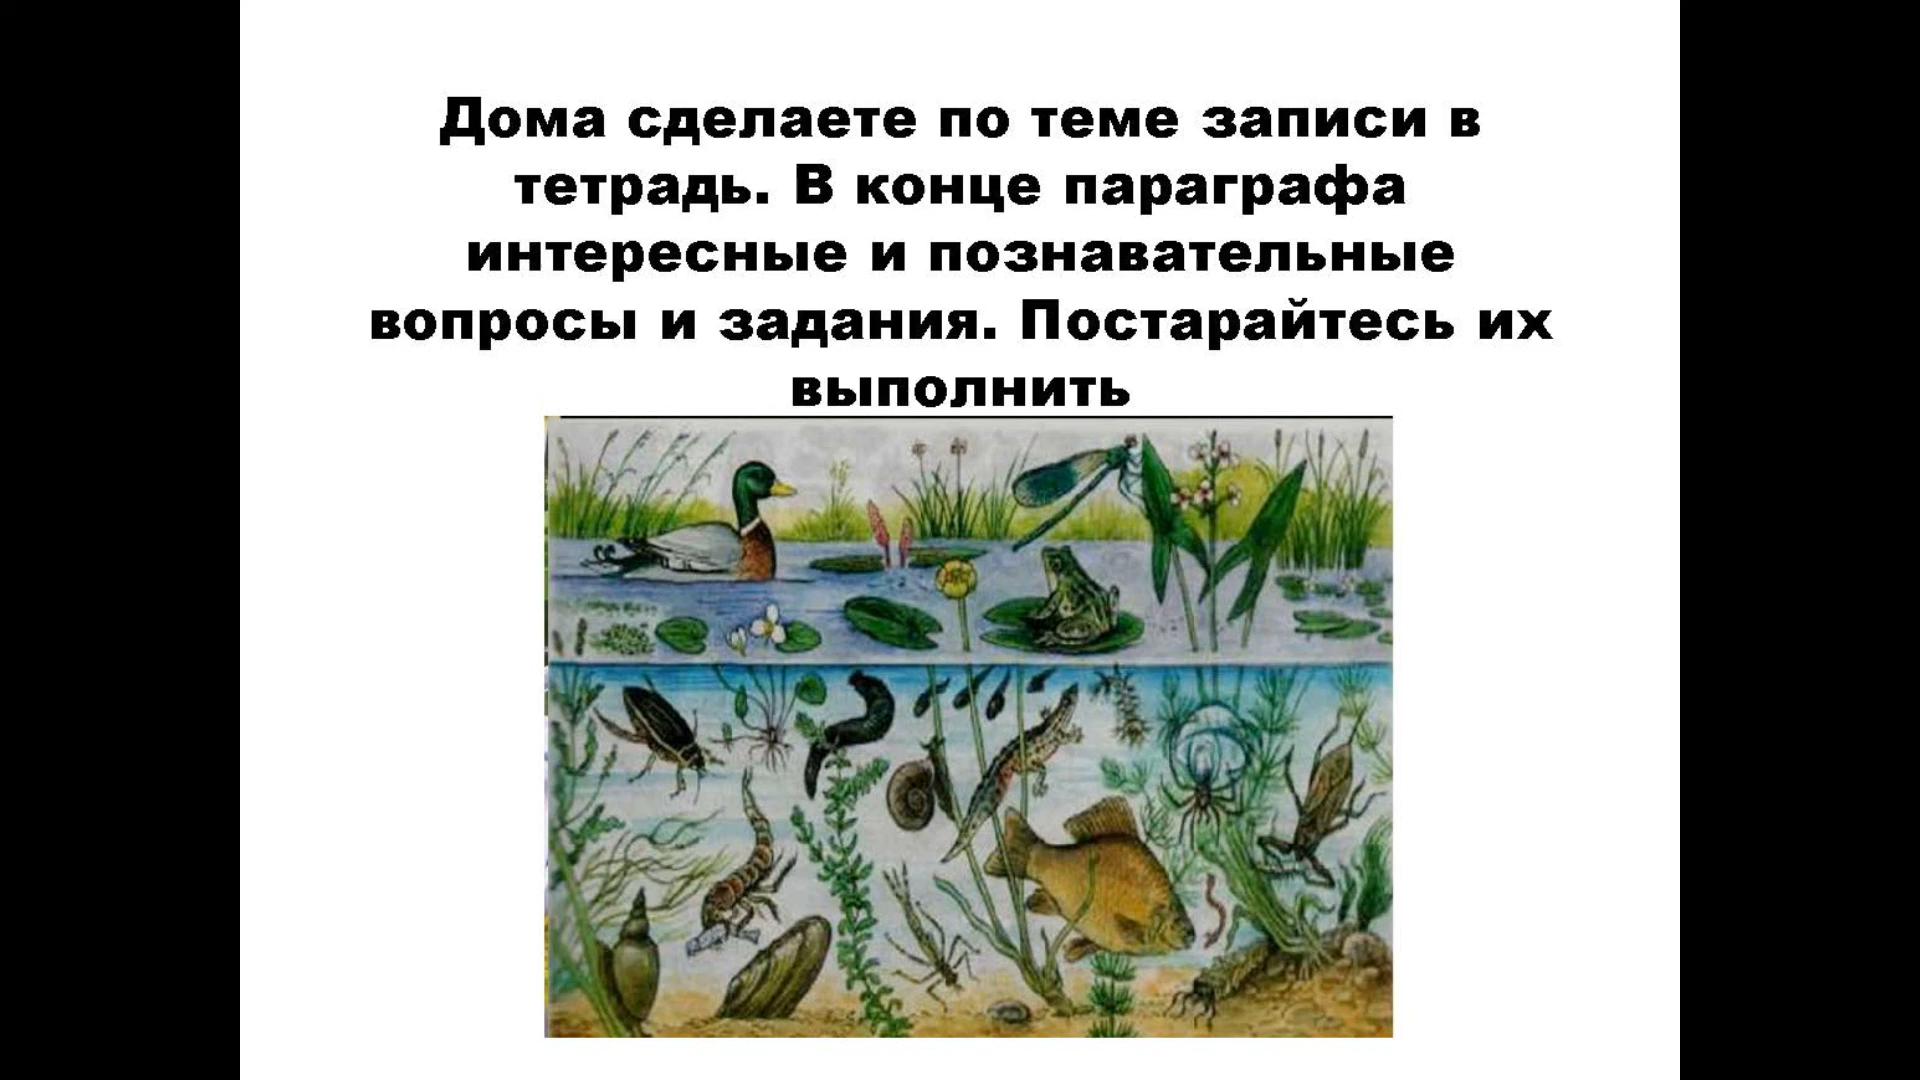 Дома сделаете по теме записи в
тетрадь. В конце параграфа
интересные и познавательные
вопросы и задания. Постарайтесь их
выполнить